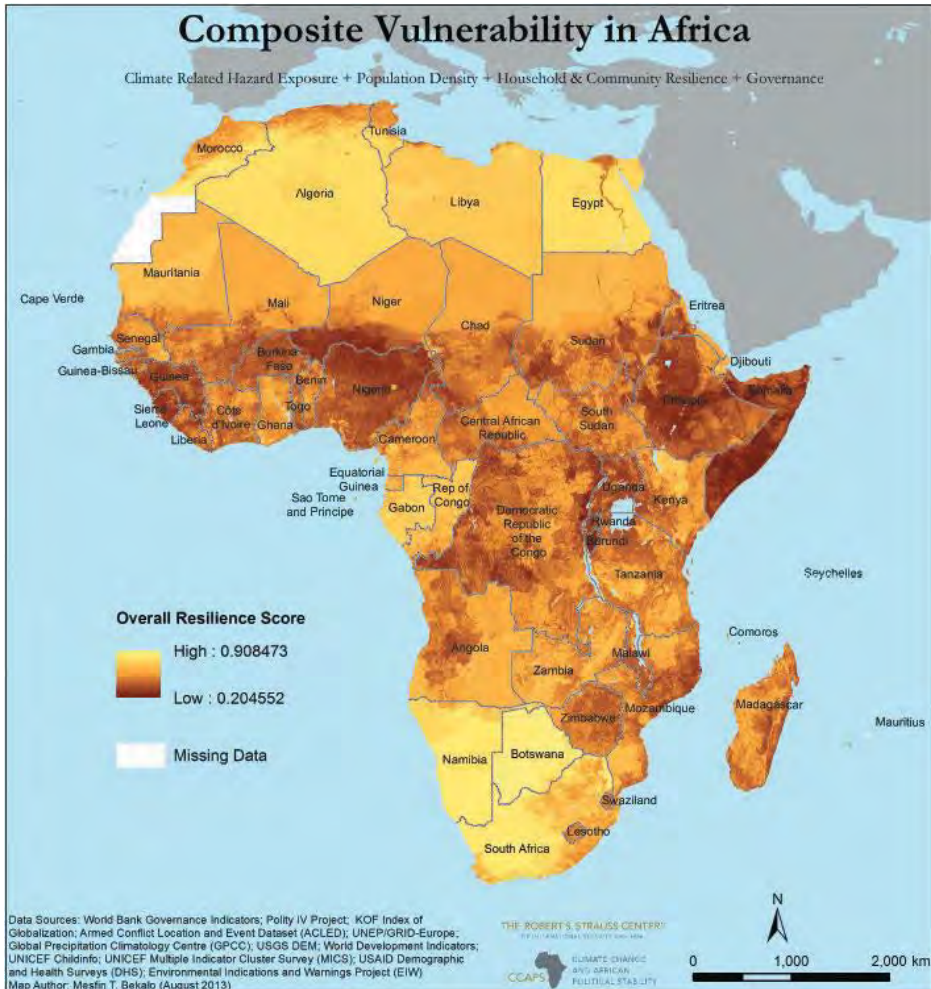 Composite Vulnerability in Africa
Climate Related Hazard Exposure + Population Density + Household & Community Resilience + Governance
Tunisia
Morocco
Algeria
Libya
Egypt
Mauritania
Mali
Niger
Chad
Sudan
Eritrea
Cape Verde
Senegal
Gambia
Guinea-Bissau
Guinea
Burkina
Faso
Benin
Nigeria
Djibouti
Somalia
Ethiopia
Sierra
Leone
Liberia
Côte
d'Ivoire
Ghana
Togo
Cameroon
Central African
Republic
South
Sudan
Equatorial
Guinea
Sao Tome
and Principe
Gabon
Rep of
Congo
Democratic
Republic
of the
Congo
Uganda
Kenya
Rwanda
Burundi
Tanzania
Seychelles
Comoros
Angola
Zambia
Malawi
Mozambique
Zimbabwe
Madagascar
Mauritius
Namibia
Botswana
Swaziland
Lesotho
South Africa
Overall Resilience Score
High : 0.908473
Low : 0.204552
Missing Data
Data Sources: World Bank Governance Indicators; Polity IV Project; KOF Index of
Globalization; Armed Conflict Location and Event Dataset (ACLED); UNEP/GRID-Europe;
Global Precipitation Climatology Centre (GPCC); USGS DEM; World Development Indicators;
UNICEF Childinfo; UNICEF Multiple Indicator Cluster Survey (MICS); USAID Demographic
and Health Surveys (DHS); Environmental Indications and Warnings Project (EIW)
Map Author: Mesfin T. Bekalo (August 2013)
THE ROBERT S. STRAUSS CENTER
CCAPS
CLIMATE CHANGE
AND AFRICAN
POLITICAL STABILITY
N
0 1,000 2,000 km